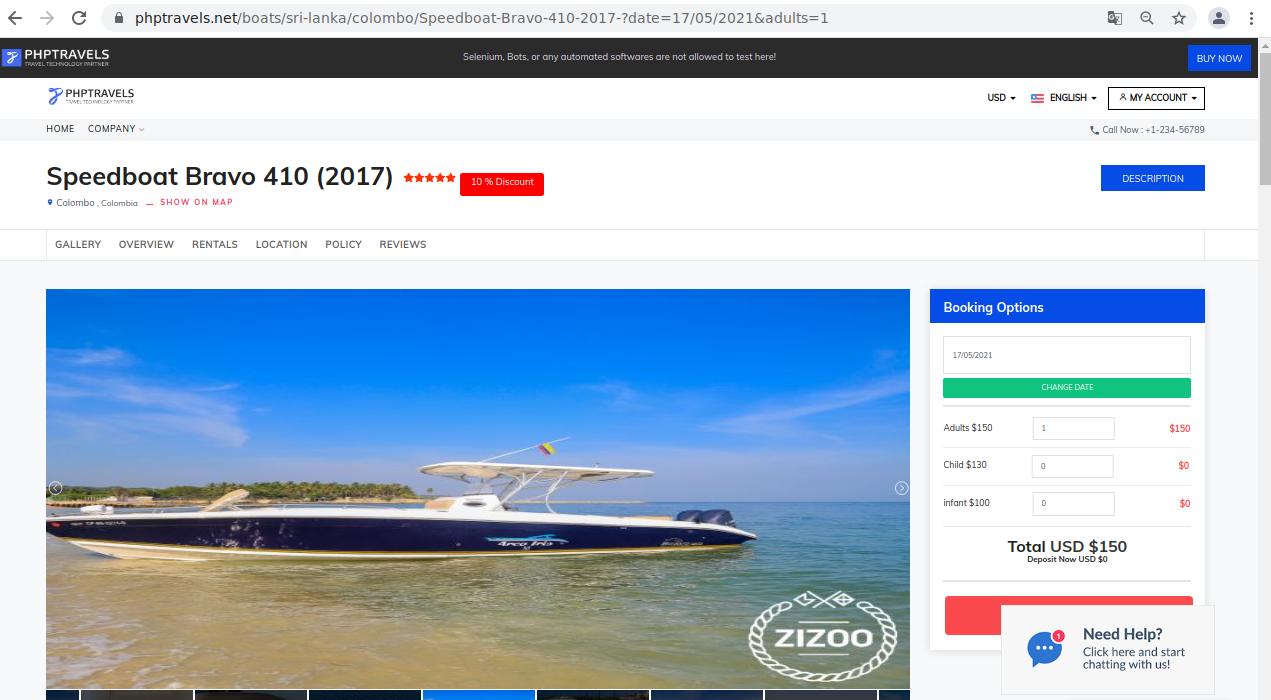 phptravels.net/boats/sri-lanka/colombo/Speedboat-Bravo-410-2017-?date=17/05/2021&adults=1
PHPTRAVELS
TRAVEL TECHNOLOGY PARTNER
Selenium, Bots, or any automated softwares are not allowed to test here!
BUY NOW
PHPTRAVELS
TRAVEL TECHNOLOGY PARTNER
USD
ENGLISH
MY ACCOUNT
HOME COMPANY
Call Now : +1-234-56789
Speedboat Bravo 410 (2017)
10 % Discount
DESCRIPTION
Colombo , Colombia — SHOW ON MAP
GALLERY OVERVIEW RENTALS LOCATION POLICY REVIEWS
Arco Iris
ZIZOO
Booking Options
17/05/2021
CHANGE DATE
Adults $150 1 $150
Child $130 0 $0
infant $100 0 $0
Total USD $150
Deposit Now USD $0
1
Need Help?
Click here and start
chatting with us!